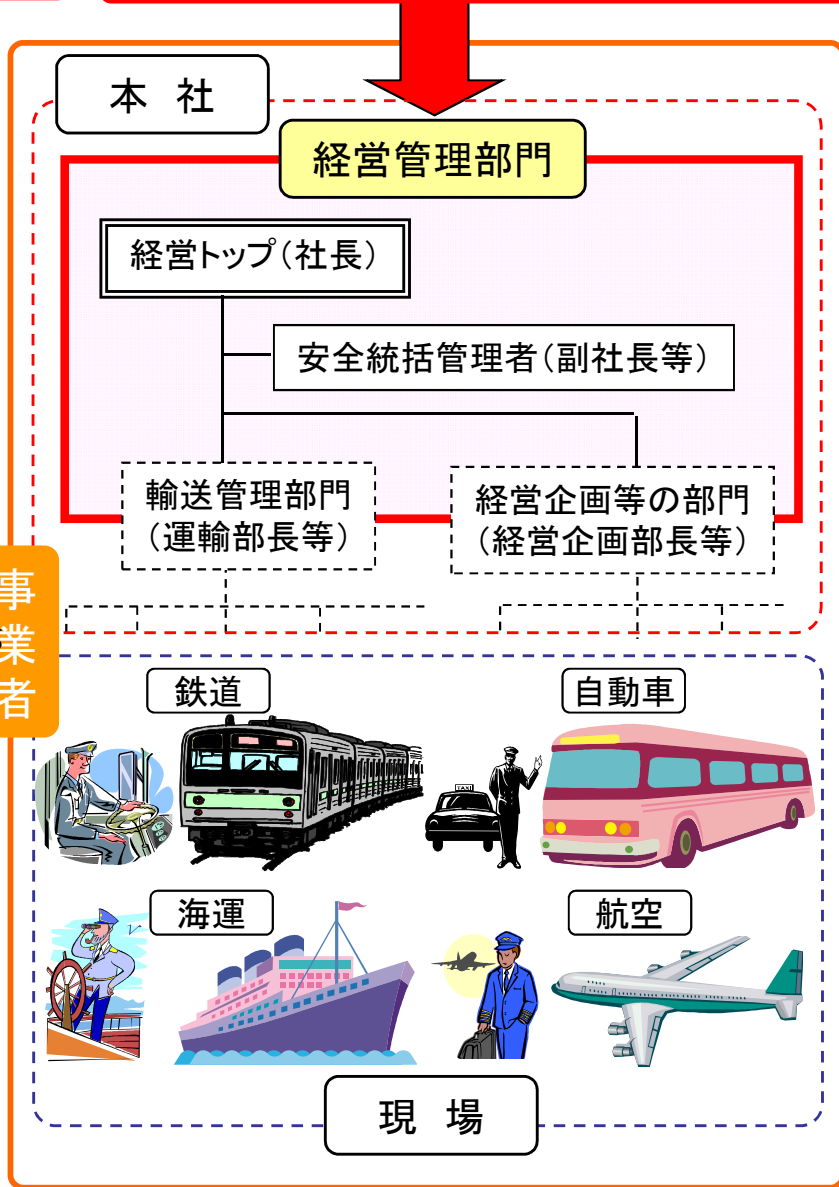 本 社
経営管理部門
経営トップ(社長)
安全統括管理者(副社長等)
輸送管理部門
(運輸部長等)
経営企画等の部門
(経営企画部長等)
事業者
鉄道
自動車
TAXI
海運
航空
現 場